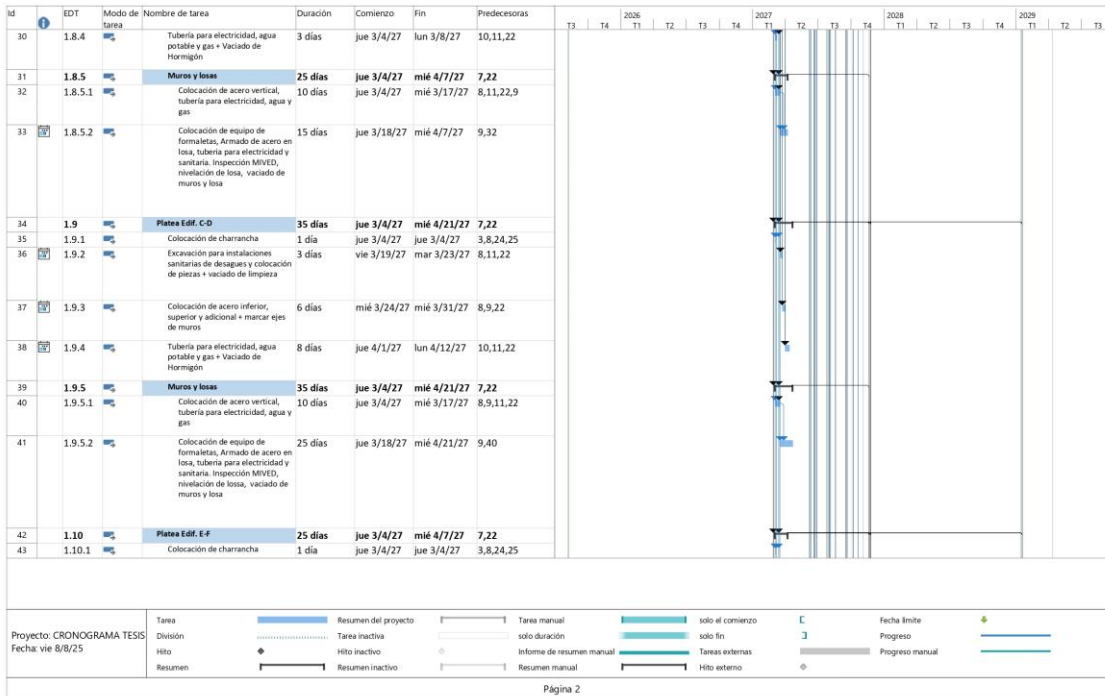 Id EDT Modo de tarea Nombre de tarea Duración Comienzo Fin Predecesoras
2026 2027 2028 2029
T3 T4 T1 T2 T3 T4 T1 T2 T3 T4 T1 T2 T3 T4 T1 T2 T3
30 1.8.4 Tubería para electricidad, agua 3 días jue 3/4/27 lun 3/8/27 10,11,22
potable y gas + Vaciado de
Hormigón
31 1.8.5 Muros y losas 25 días jue 3/4/27 mié 4/7/27 7,22
32 1.8.5.1 Colocación de acero vertical, 10 días jue 3/4/27 mié 3/17/27 8,11,22,9
tubería para electricidad, agua y
gas
33 1.8.5.2 Colocación de equipo de 15 días jue 3/18/27 mié 4/7/27 9,32
formaletas, Armado de acero en
losa, tubería para electricidad y
sanitaria. Inspección MIVED,
nivelación de losa, vaciado de
muros y losa
34 1.9 Platea Edif. C-D 35 días jue 3/4/27 mié 4/21/27 7,22
35 1.9.1 Colocación de charrancha 1 día jue 3/4/27 jue 3/4/27 3,8,24,25
36 1.9.2 Excavación para instalaciones 3 días vie 3/19/27 mar 3/23/27 8,11,22
sanitarias de desagues y colocación
de piezas + vaciado de limpieza
37 1.9.3 Colocación de acero inferior, 6 días mié 3/24/27 mié 3/31/27 8,9,22
superior y adicional + marcar ejes
de muros
38 1.9.4 Tubería para electricidad, agua 8 días jue 4/1/27 lun 4/12/27 10,11,22
potable y gas + Vaciado de
Hormigón
39 1.9.5 Muros y losas 35 días jue 3/4/27 mié 4/21/27 7,22
40 1.9.5.1 Colocación de acero vertical, 10 días jue 3/4/27 mié 3/17/27 8,9,11,22
tubería para electricidad, agua y
gas
41 1.9.5.2 Colocación de equipo de 25 días jue 3/18/27 mié 4/21/27 9,40
formaletas, Armado de acero en
losa, tuberia para electricidad y
sanitaria. Inspección MIVED,
nivelación de lossa, vaciado de
muros y losa
42 1.10 Platea Edif. E-F 25 días jue 3/4/27 mié 4/7/27 7,22
43 1.10.1 Colocación de charrancha 1 día jue 3/4/27 jue 3/4/27 3,8,24,25
Proyecto: CRONOGRAMA TESIS
Fecha: vie 8/8/25
Tarea Resumen del proyecto Tarea manual solo el comienzo Fecha límite
División Tarea inactiva solo duración solo fin Progreso
Hito Hito inactivo Informe de resumen manual Tareas externas Progreso manual
Resumen Resumen inactivo Resumen manual Hito externo
Página 2